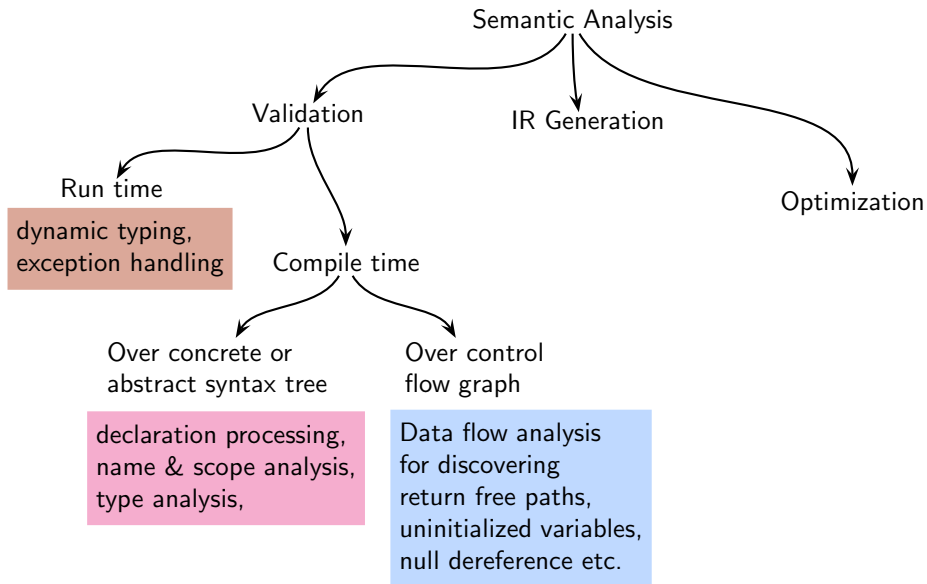 Semantic Analysis
Validation
IR Generation
Run time
Optimization
dynamic typing,
exception handling
Compile time
Over concrete or
abstract syntax tree
Over control
flow graph
declaration processing,
name & scope analysis,
type analysis,
Data flow analysis
for discovering
return free paths,
uninitialized variables,
null dereference etc.